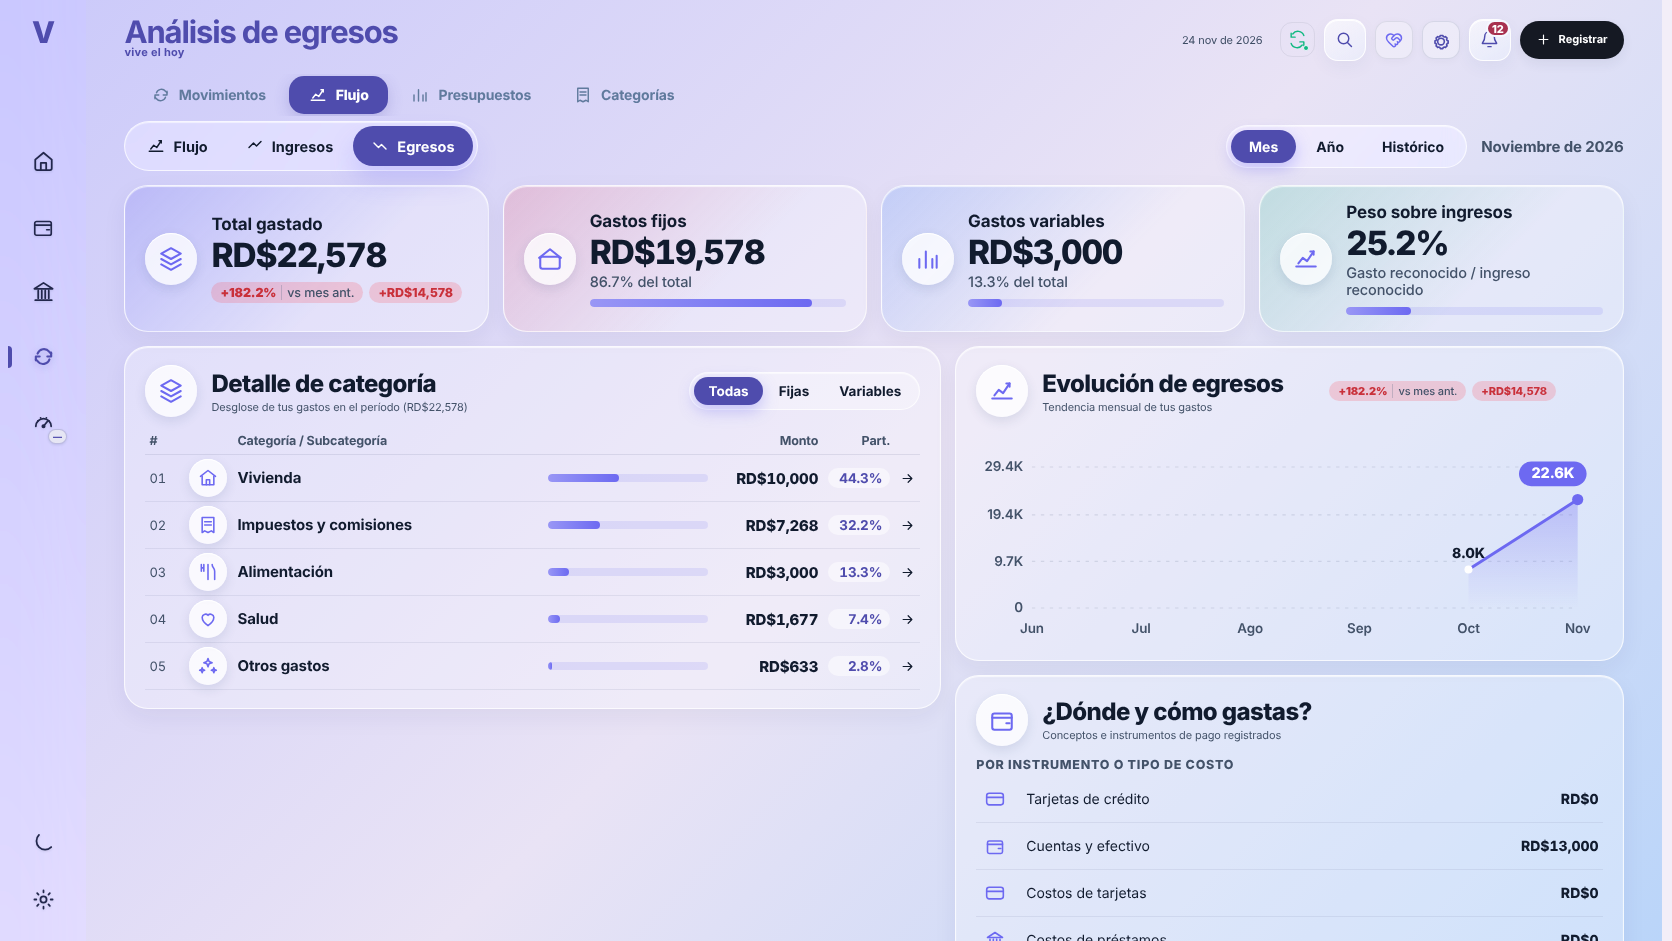 V
Análisis de egresos
vive el hoy
24 nov de 2026
12
Registrar
Movimientos
Flujo
Presupuestos
Categorías
Flujo
Ingresos
Egresos
Mes
Año
Histórico
Noviembre de 2026
Total gastado
RD$22,578
+182.2% vs mes ant.
+RD$14,578
Gastos fijos
RD$19,578
86.7% del total
Gastos variables
RD$3,000
13.3% del total
Peso sobre ingresos
25.2%
Gasto reconocido / ingreso
reconocido
Detalle de categoría
Desglose de tus gastos en el período (RD$22,578)
Todas
Fijas
Variables
# Categoría / Subcategoría Monto Part.
01 Vivienda RD$10,000 44.3% →
02 Impuestos y comisiones RD$7,268 32.2% →
03 Alimentación RD$3,000 13.3% →
04 Salud RD$1,677 7.4% →
05 Otros gastos RD$633 2.8% →
Evolución de egresos
Tendencia mensual de tus gastos
+182.2% vs mes ant.
+RD$14,578
29.4K
22.6K
19.4K
8.0K
9.7K
0
Jun Jul Ago Sep Oct Nov
¿Dónde y cómo gastas?
Conceptos e instrumentos de pago registrados
POR INSTRUMENTO O TIPO DE COSTO
Tarjetas de crédito RD$0
Cuentas y efectivo RD$13,000
Costos de tarjetas RD$0
Costos de préstamos RD$0